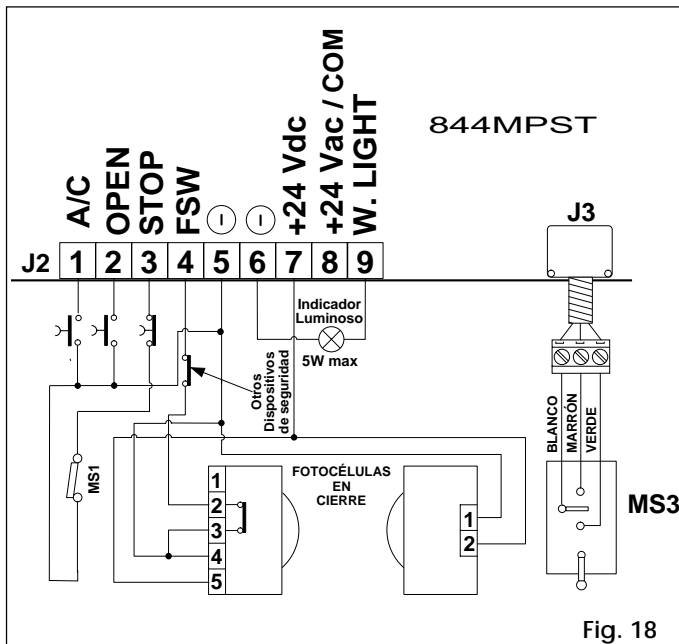 844MPST
A/C
OPEN
STOP
FSW
−
−
+24 Vdc
+24 Vac / COM
W. LIGHT
J3
J2 1 2 3 4 5 6 7 8 9
Indicador
Luminoso
5W max
Otros
Dispositivos
de seguridad
BLANCO
MARRÓN
VERDE
MS1
FOTOCÉLULAS
EN
CIERRE
1
2
3
4
5
1
2
MS3
Fig. 18